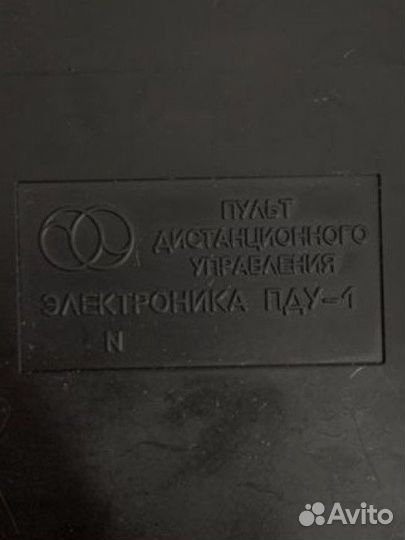 ПУЛЬТ
ДИСТАНЦИОННОГО
УПРАВЛЕНИЯ
ЭЛЕКТРОНИКА ПДУ-1
N
Avito